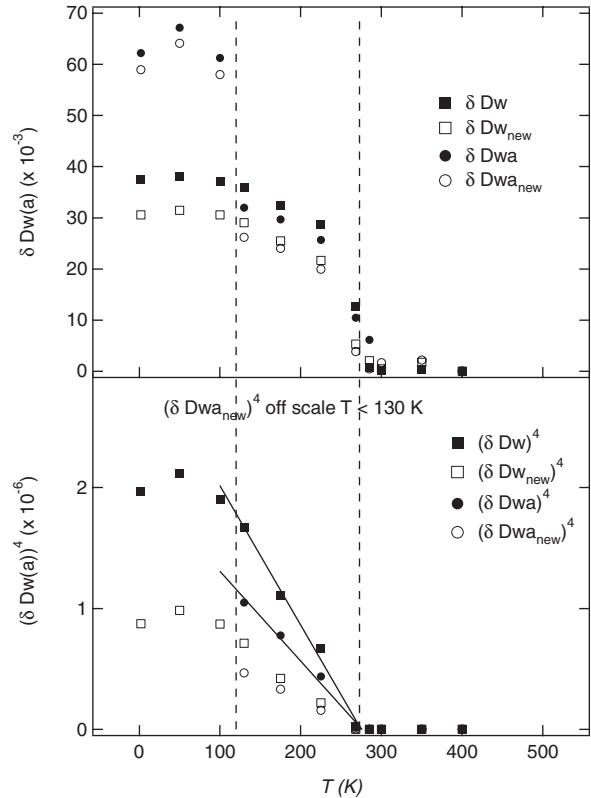 70
60
50
40
30
20
10
0
δ Dw(a) (x 10⁻³)
δ Dw
δ Dw_new
δ Dwa
δ Dwa_new
(δ Dwa_new)⁴ off scale T < 130 K
(δ Dw)⁴
(δ Dw_new)⁴
(δ Dwa)⁴
(δ Dwa_new)⁴
2
1
0
(δ Dw(a))⁴ (x 10⁻⁶)
0 100 200 300 400 500
T (K)